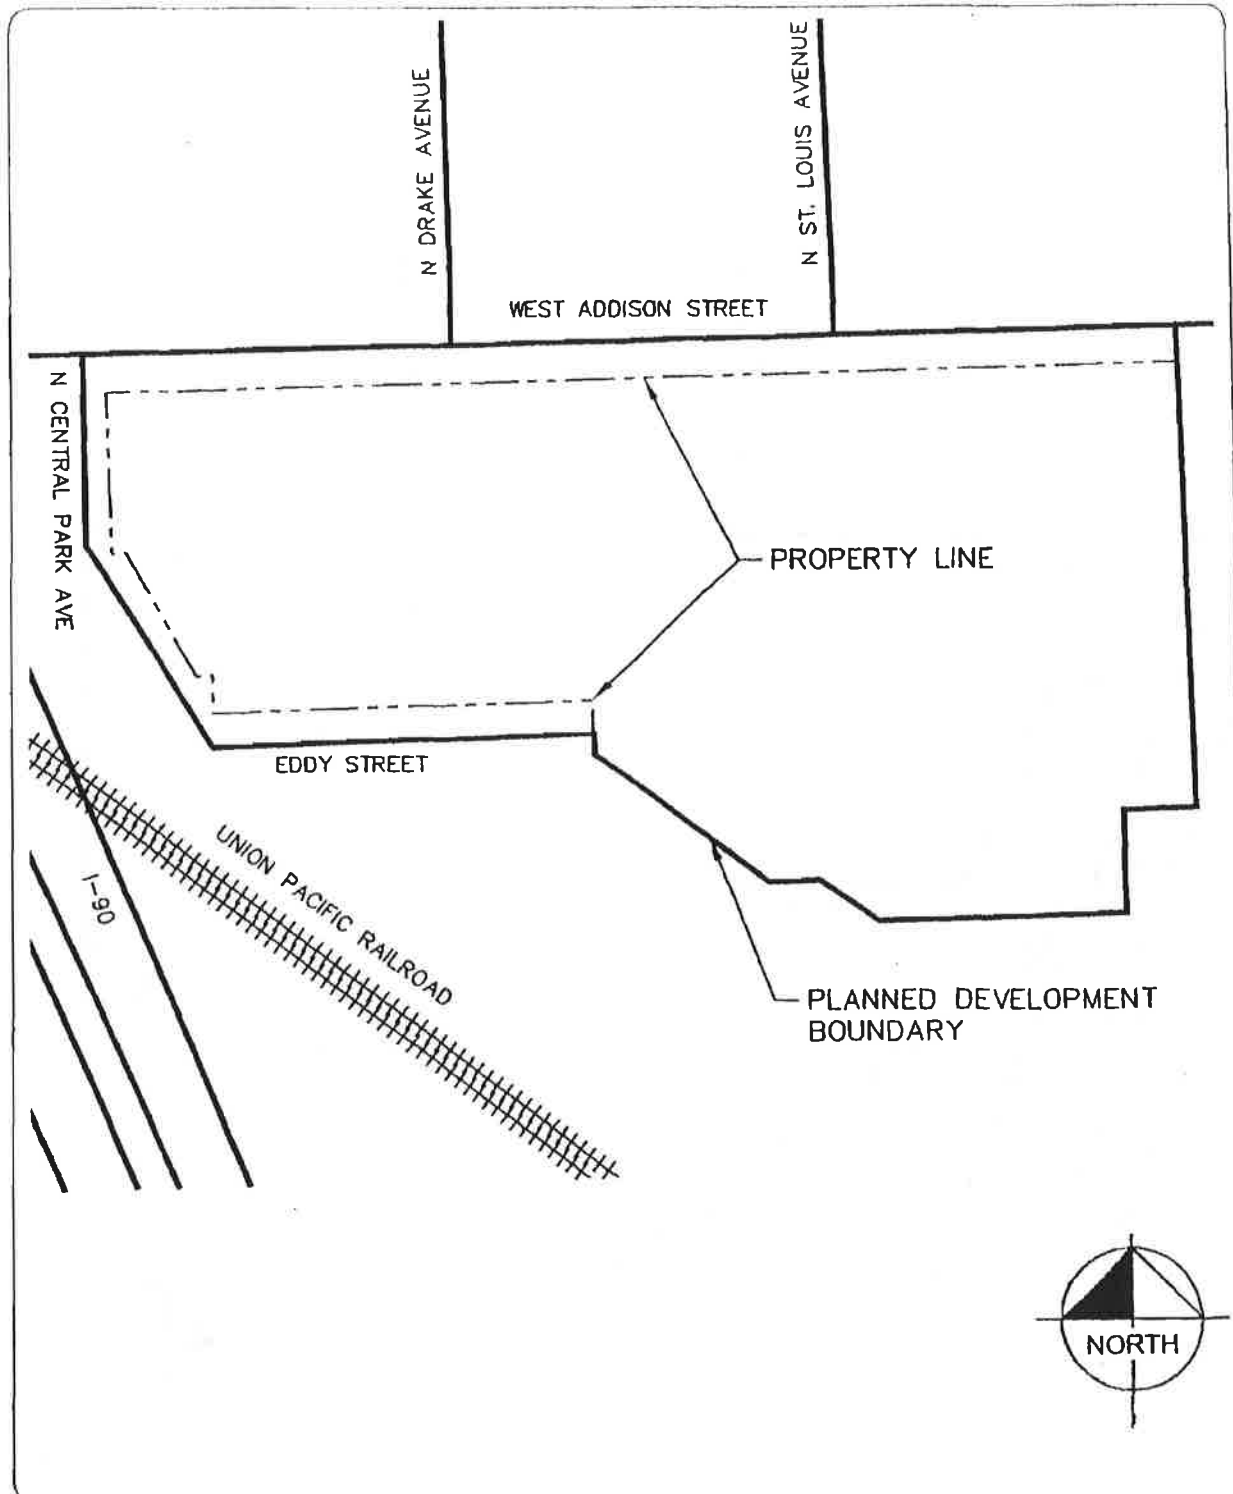 N DRAKE AVENUE
N ST. LOUIS AVENUE
WEST ADDISON STREET
N CENTRAL PARK AVE
PROPERTY LINE
EDDY STREET
UNION PACIFIC RAILROAD
I-90
PLANNED DEVELOPMENT
BOUNDARY
NORTH